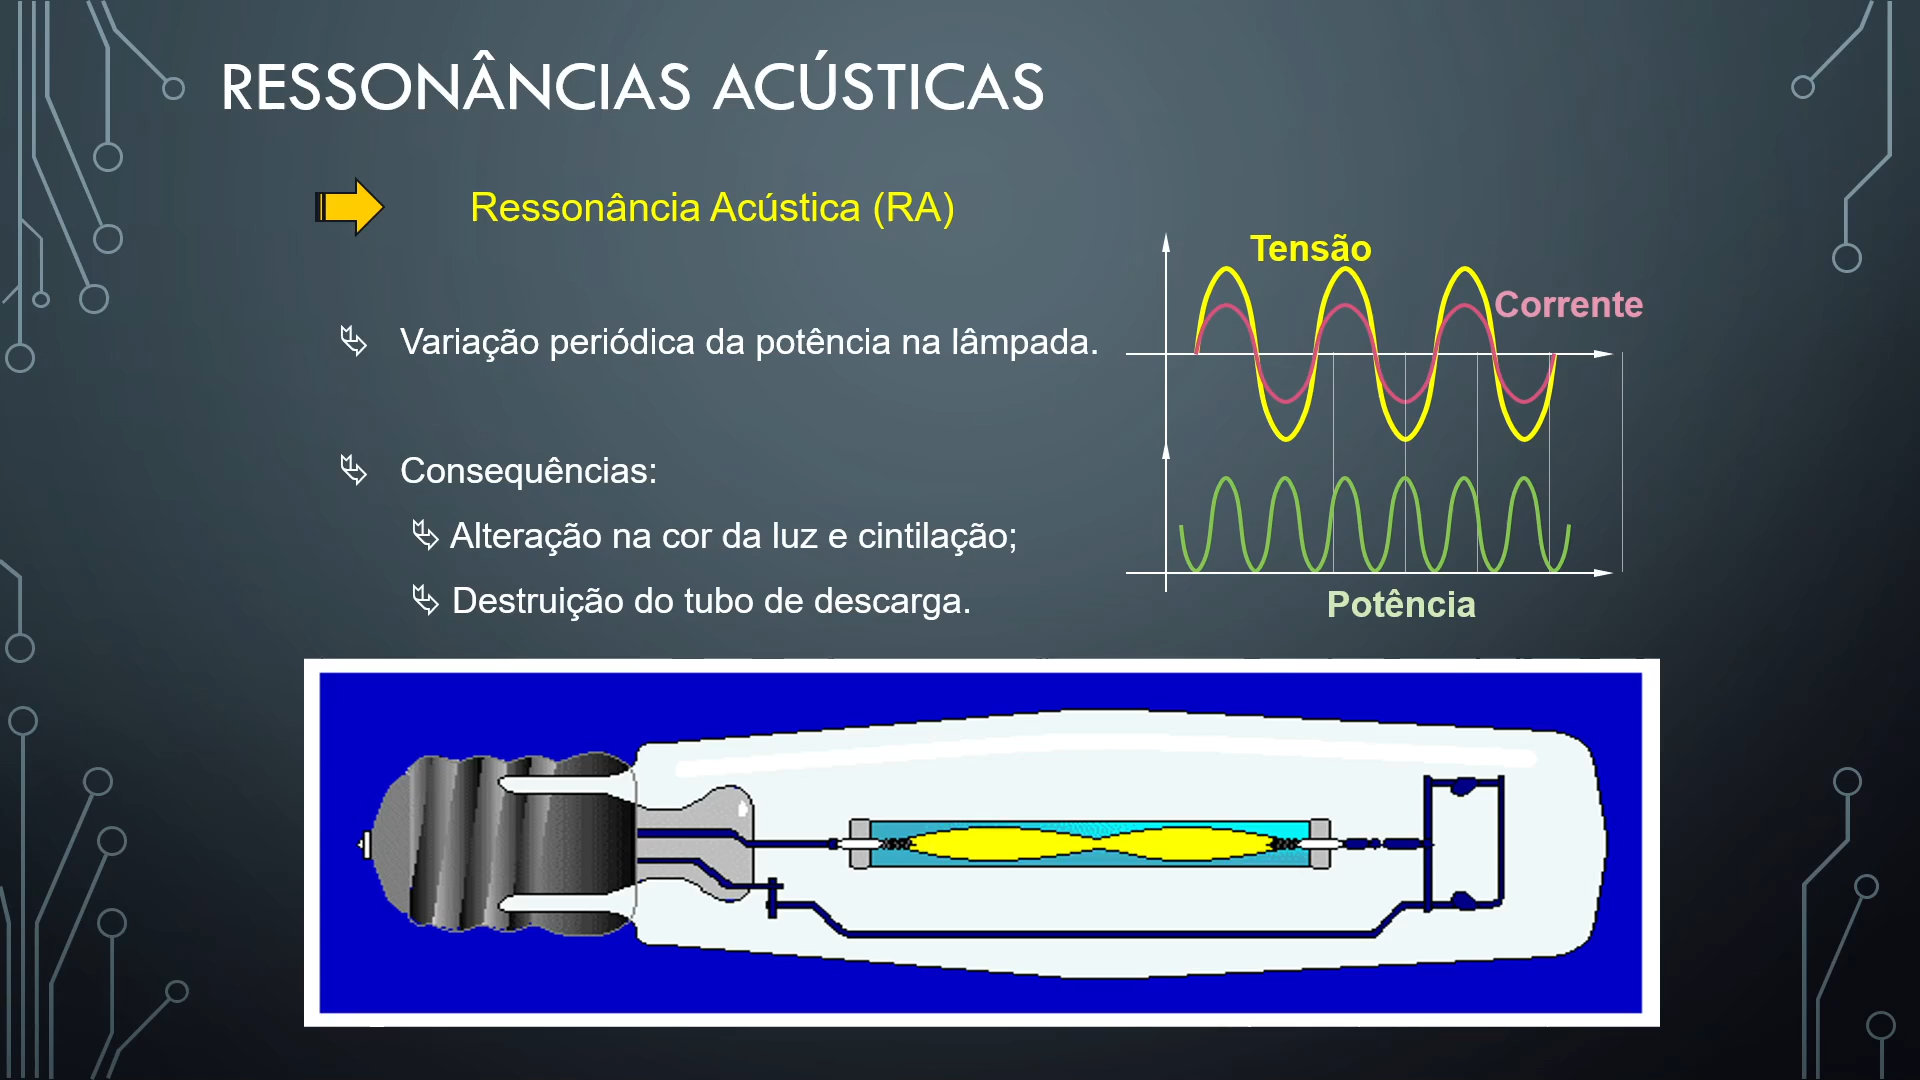 RESSONÂNCIAS ACÚSTICAS
Ressonância Acústica (RA)
Variação periódica da potência na lâmpada.
Consequências:
Alteração na cor da luz e cintilação;
Destruição do tubo de descarga.
Tensão
Corrente
Potência